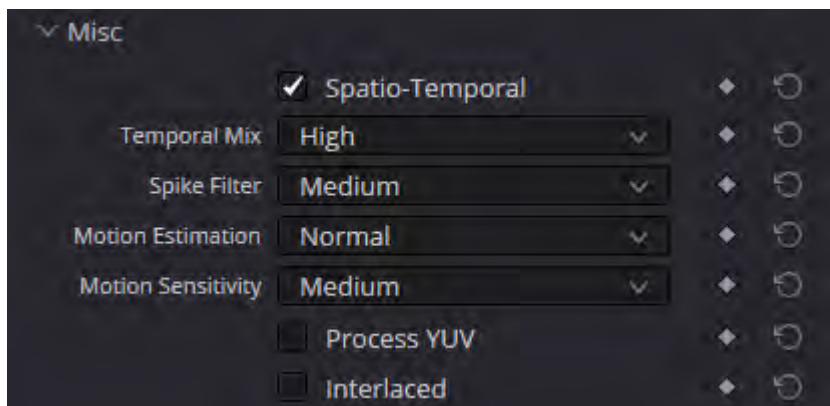 Misc
Spatio-Temporal
Temporal Mix High
Spike Filter Medium
Motion Estimation Normal
Motion Sensitivity Medium
Process YUV
Interlaced